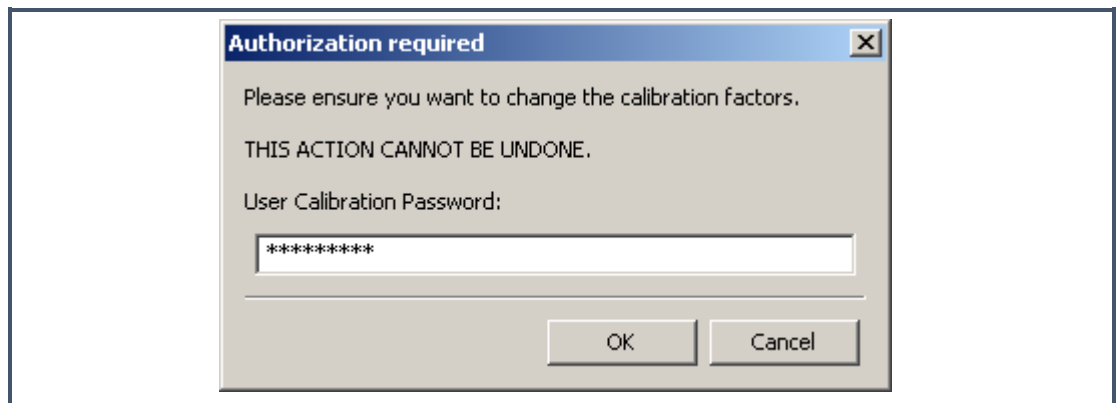 Authorization required
Please ensure you want to change the calibration factors.
THIS ACTION CANNOT BE UNDONE.
User Calibration Password:
*********
OK Cancel